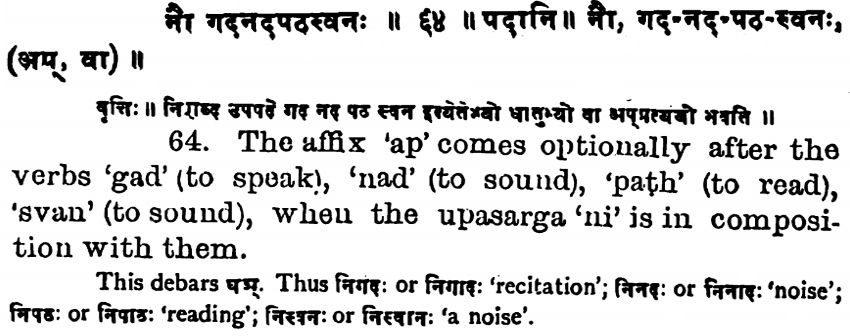 नौ गदनदपठस्वनः ॥ ६४ ॥ पदानि ॥ नौ, गद-नद-पठ-स्वनः,
(अप्, वा) ॥
वृत्तिः ॥ निशब्द उपपदे गद नद पठ स्वन इत्येतेभ्यो धातुभ्यो वा अप्प्रत्ययो भवति ॥
64. The affix 'ap' comes optionally after the
verbs 'gad' (to speak), 'nad' (to sound), 'paṭh' (to read),
'svan' (to sound), when the upasarga 'ni' is in composi-
tion with them.
This debars घञ्. Thus निगदः or निगादः 'recitation'; निनदः or निनादः 'noise';
निपठः or निपाठः 'reading'; निस्वनः or निस्वानः 'a noise'.